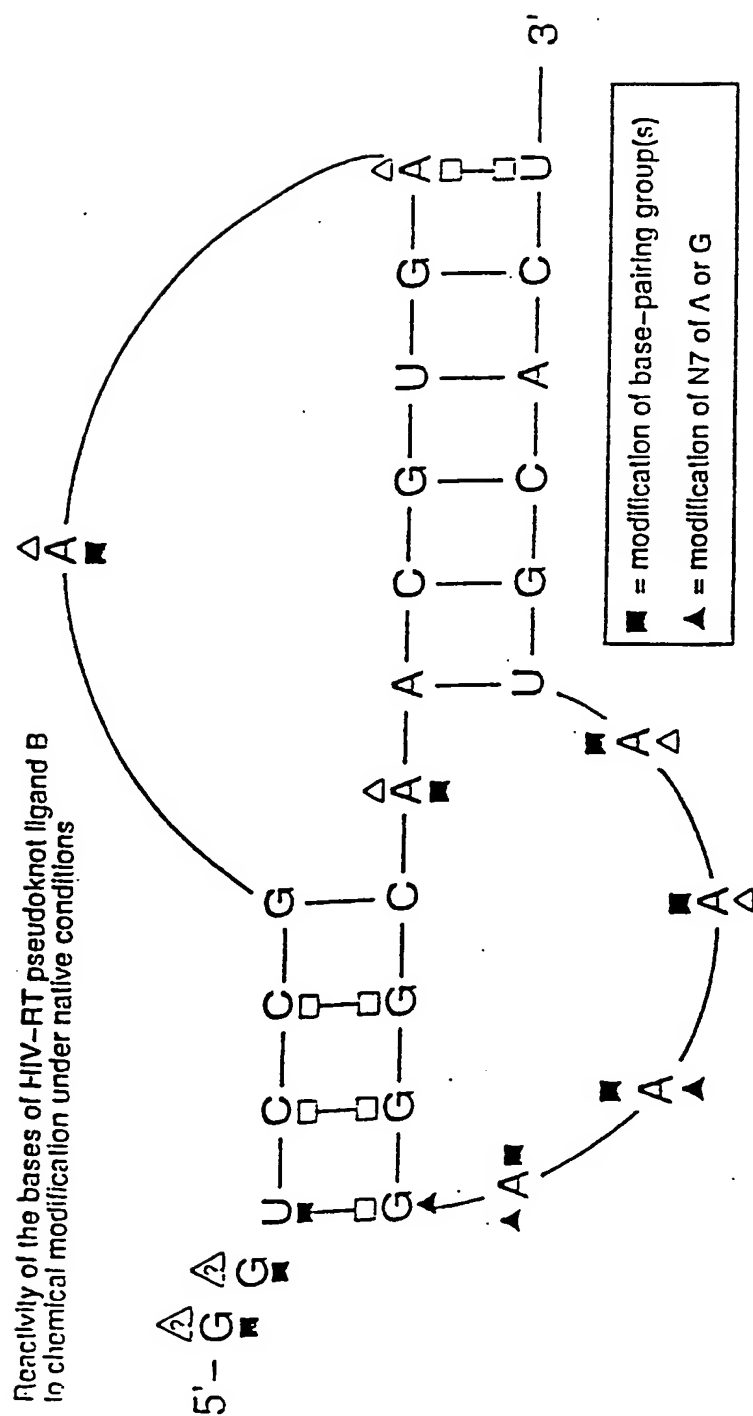 Reactivity of the bases of HIV–RT pseudoknot ligand B
to chemical modification under native conditions
A
? ?
5'– G G U C C G
G G G C A A C G U G A
U G C A C U 3'
A A A A
= modification of base–pairing group(s)
= modification of N7 of A or G